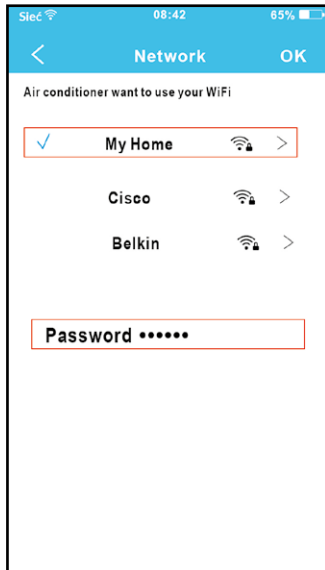 Sieć 08:42 65%
Network OK
Air conditioner want to use your WiFi
My Home
Cisco
Belkin
Password ••••••